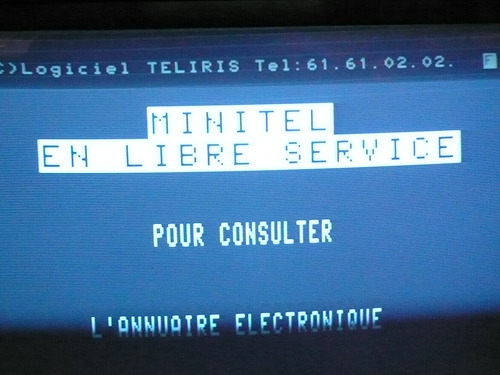 C)Logiciel TELIRIS Tel:61.61.02.02. F
MINITEL
EN LIBRE SERVICE
POUR CONSULTER
L'ANNUAIRE ELECTRONIQUE